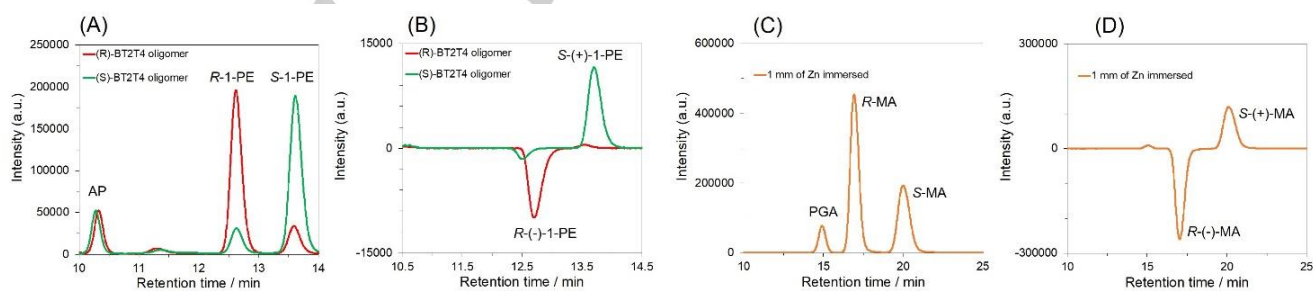 (A)
250000
200000
150000
100000
50000
0
Intensity (a.u.)
(R)-BT2T4 oligomer
(S)-BT2T4 oligomer
R-1-PE
S-1-PE
AP
10 11 12 13 14
Retention time / min
(B)
15000
0
-15000
Intensity (a.u.)
(R)-BT2T4 oligomer
(S)-BT2T4 oligomer
S-(+)-1-PE
R-(-)-1-PE
10.5 11.5 12.5 13.5 14.5
Retention time / min
(C)
600000
400000
200000
0
Intensity (a.u.)
1 mm of Zn immersed
R-MA
PGA
S-MA
10 15 20 25
Retention time / min
(D)
300000
0
-300000
Intensity (a.u.)
1 mm of Zn immersed
S-(+)-MA
R-(-)-MA
10 15 20 25
Retention time / min